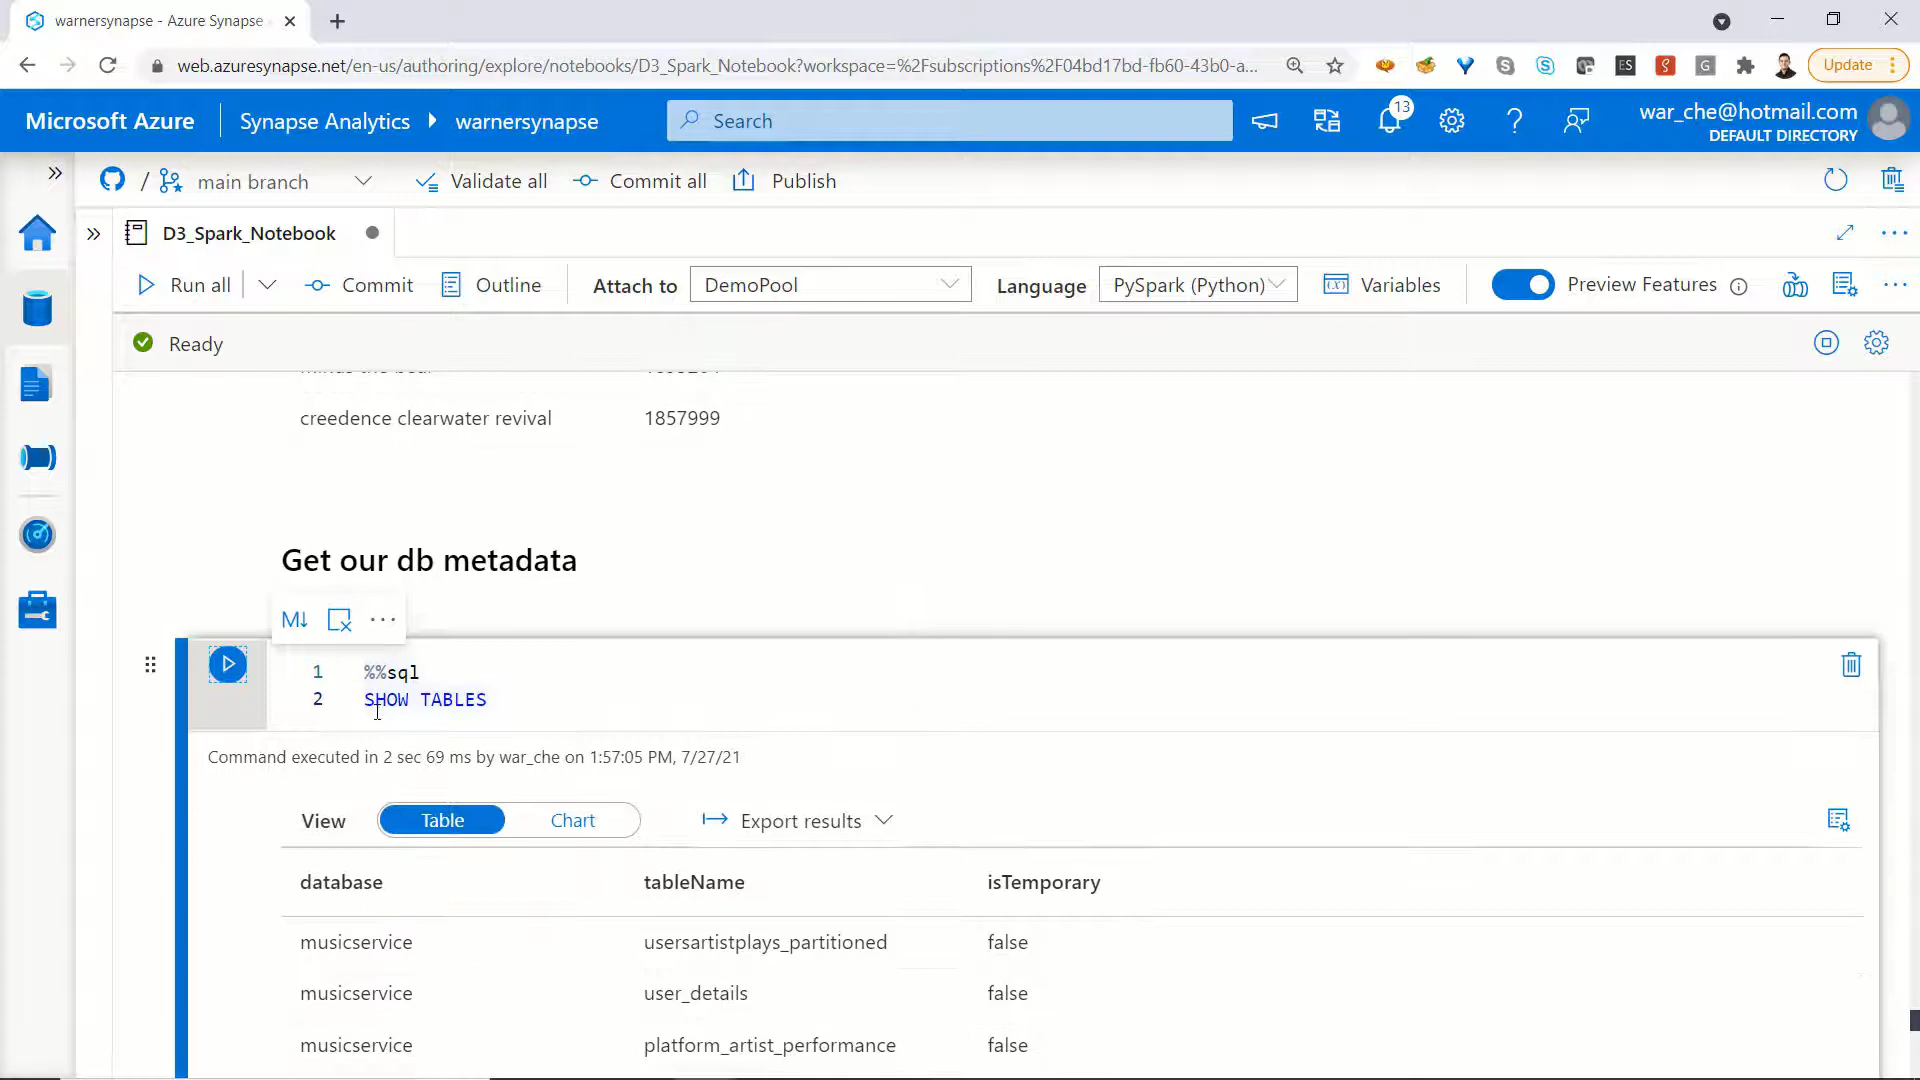 warnersynapse - Azure Synapse
web.azuresynapse.net/en-us/authoring/explore/notebooks/D3_Spark_Notebook?workspace=%2Fsubscriptions%2F04bd17bd-fb60-43b0-a...
Update
Microsoft Azure
Synapse Analytics
warnersynapse
Search
13
war_che@hotmail.com
DEFAULT DIRECTORY
/ main branch
Validate all
Commit all
Publish
D3_Spark_Notebook
Run all
Commit
Outline
Attach to
DemoPool
Language
PySpark (Python)
Variables
Preview Features
Ready
creedence clearwater revival 1857999
Get our db metadata
M↓
1 %%sql
2 SHOW TABLES
Command executed in 2 sec 69 ms by war_che on 1:57:05 PM, 7/27/21
View Table Chart Export results
database tableName isTemporary
musicservice usersartistplays_partitioned false
musicservice user_details false
musicservice platform_artist_performance false